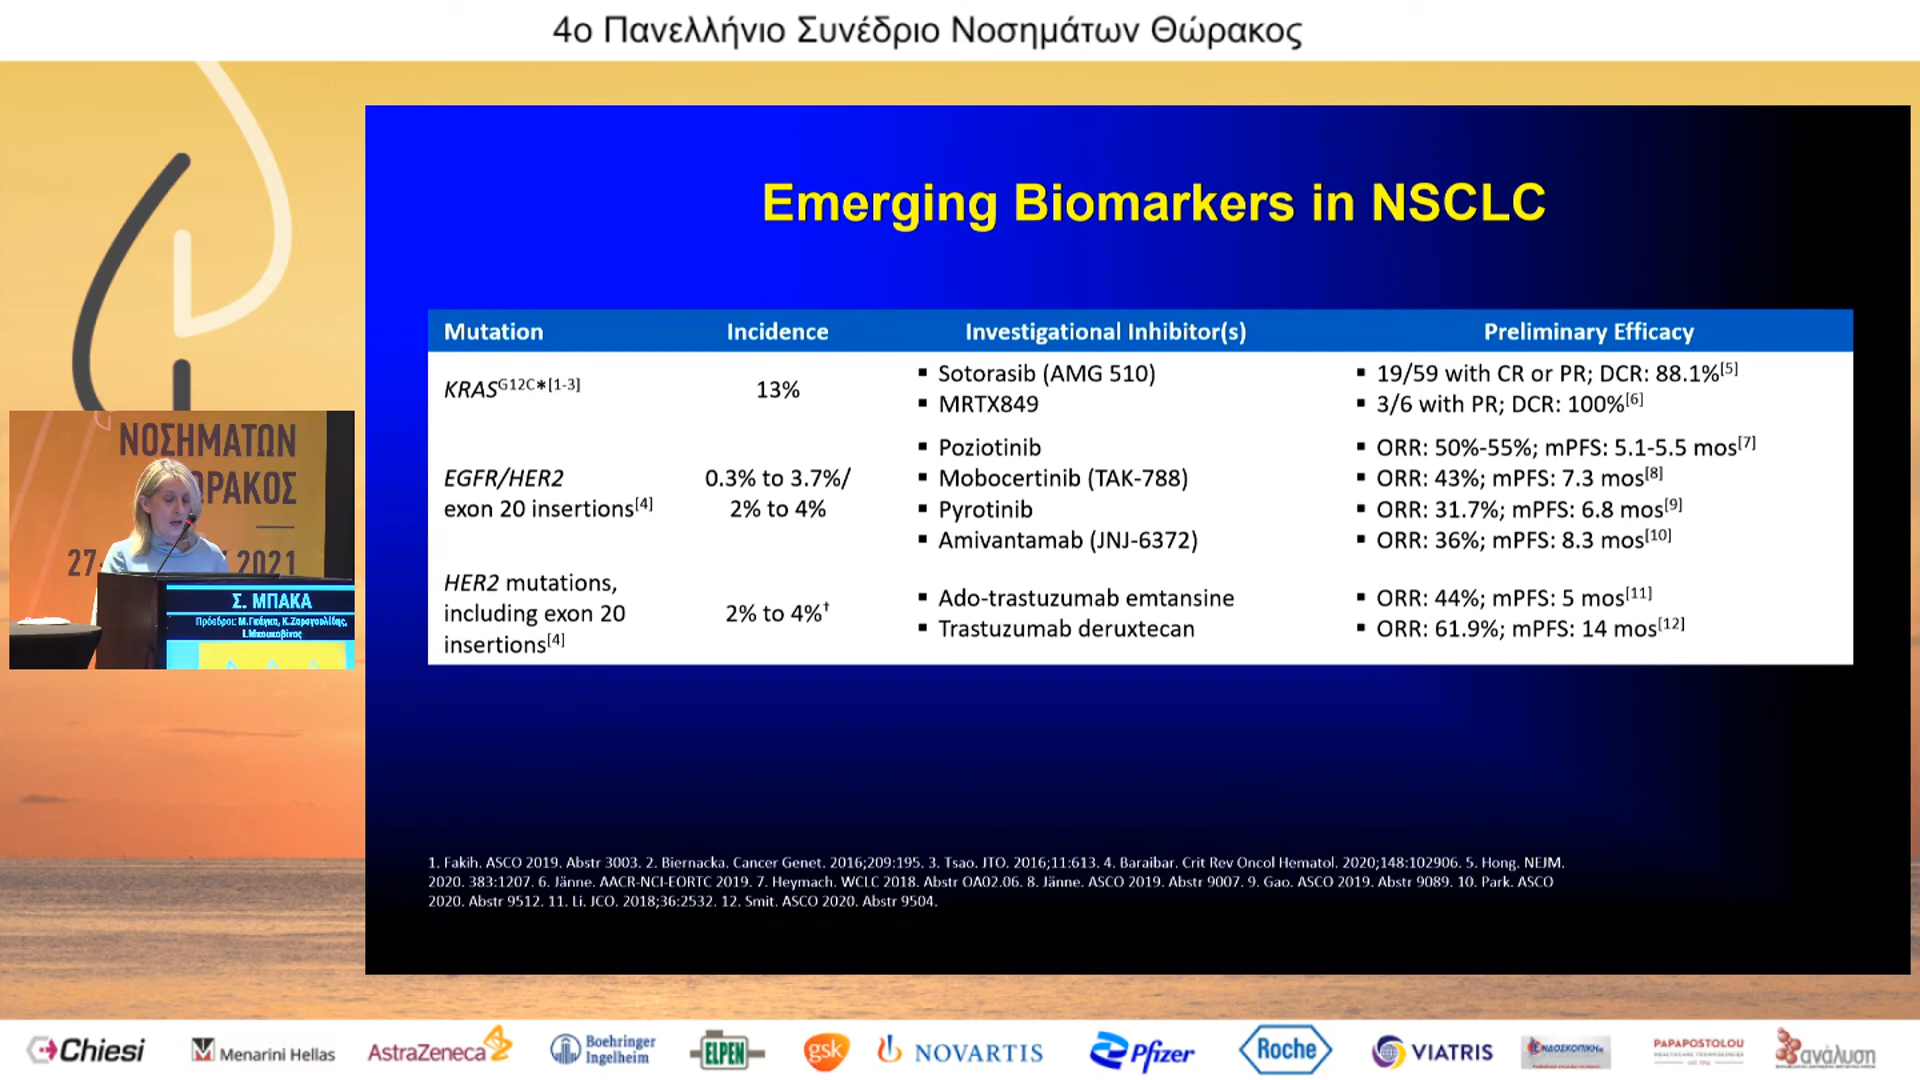 4ο Πανελλήνιο Συνέδριο Νοσημάτων Θώρακος
Emerging Biomarkers in NSCLC
Mutation Incidence Investigational Inhibitor(s) Preliminary Efficacy
KRAS^G12C*[1-3] 13%
▪ Sotorasib (AMG 510) ▪ 19/59 with CR or PR; DCR: 88.1%[5]
▪ MRTX849 ▪ 3/6 with PR; DCR: 100%[6]
EGFR/HER2
exon 20 insertions[4]
0.3% to 3.7%/
2% to 4%
▪ Poziotinib ▪ ORR: 50%-55%; mPFS: 5.1-5.5 mos[7]
▪ Mobocertinib (TAK-788) ▪ ORR: 43%; mPFS: 7.3 mos[8]
▪ Pyrotinib ▪ ORR: 31.7%; mPFS: 6.8 mos[9]
▪ Amivantamab (JNJ-6372) ▪ ORR: 36%; mPFS: 8.3 mos[10]
HER2 mutations,
including exon 20
insertions[4]
2% to 4%†
▪ Ado-trastuzumab emtansine ▪ ORR: 44%; mPFS: 5 mos[11]
▪ Trastuzumab deruxtecan ▪ ORR: 61.9%; mPFS: 14 mos[12]
1. Fakih. ASCO 2019. Abstr 3003. 2. Biernacka. Cancer Genet. 2016;209:195. 3. Tsao. JTO. 2016;11:613. 4. Baraibar. Crit Rev Oncol Hematol. 2020;148:102906. 5. Hong. NEJM.
2020. 383:1207. 6. Jänne. AACR-NCI-EORTC 2019. 7. Heymach. WCLC 2018. Abstr OA02.06. 8. Jänne. ASCO 2019. Abstr 9007. 9. Gao. ASCO 2019. Abstr 9089. 10. Park. ASCO
2020. Abstr 9512. 11. Li. JCO. 2018;36:2532. 12. Smit. ASCO 2020. Abstr 9504.
ΝΟΣΗΜΑΤΩΝ
ΡΑΚΟΣ
27- 2021
Σ. ΜΠΑΚΑ
Πρόεδροι: Μ.Γκάγκα, Κ.Ζαρογουλίδης,
Ι.Μπουκοβίνας
Chiesi
Menarini Hellas
AstraZeneca
Boehringer
Ingelheim
ELPEN
gsk
NOVARTIS
Pfizer
Roche
VIATRIS
ΕΝΔΟΣΚΟΠΙΚΗ
PAPAPOSTOLOU
HEALTHCARE TECHNOLOGIES
ανάλυση